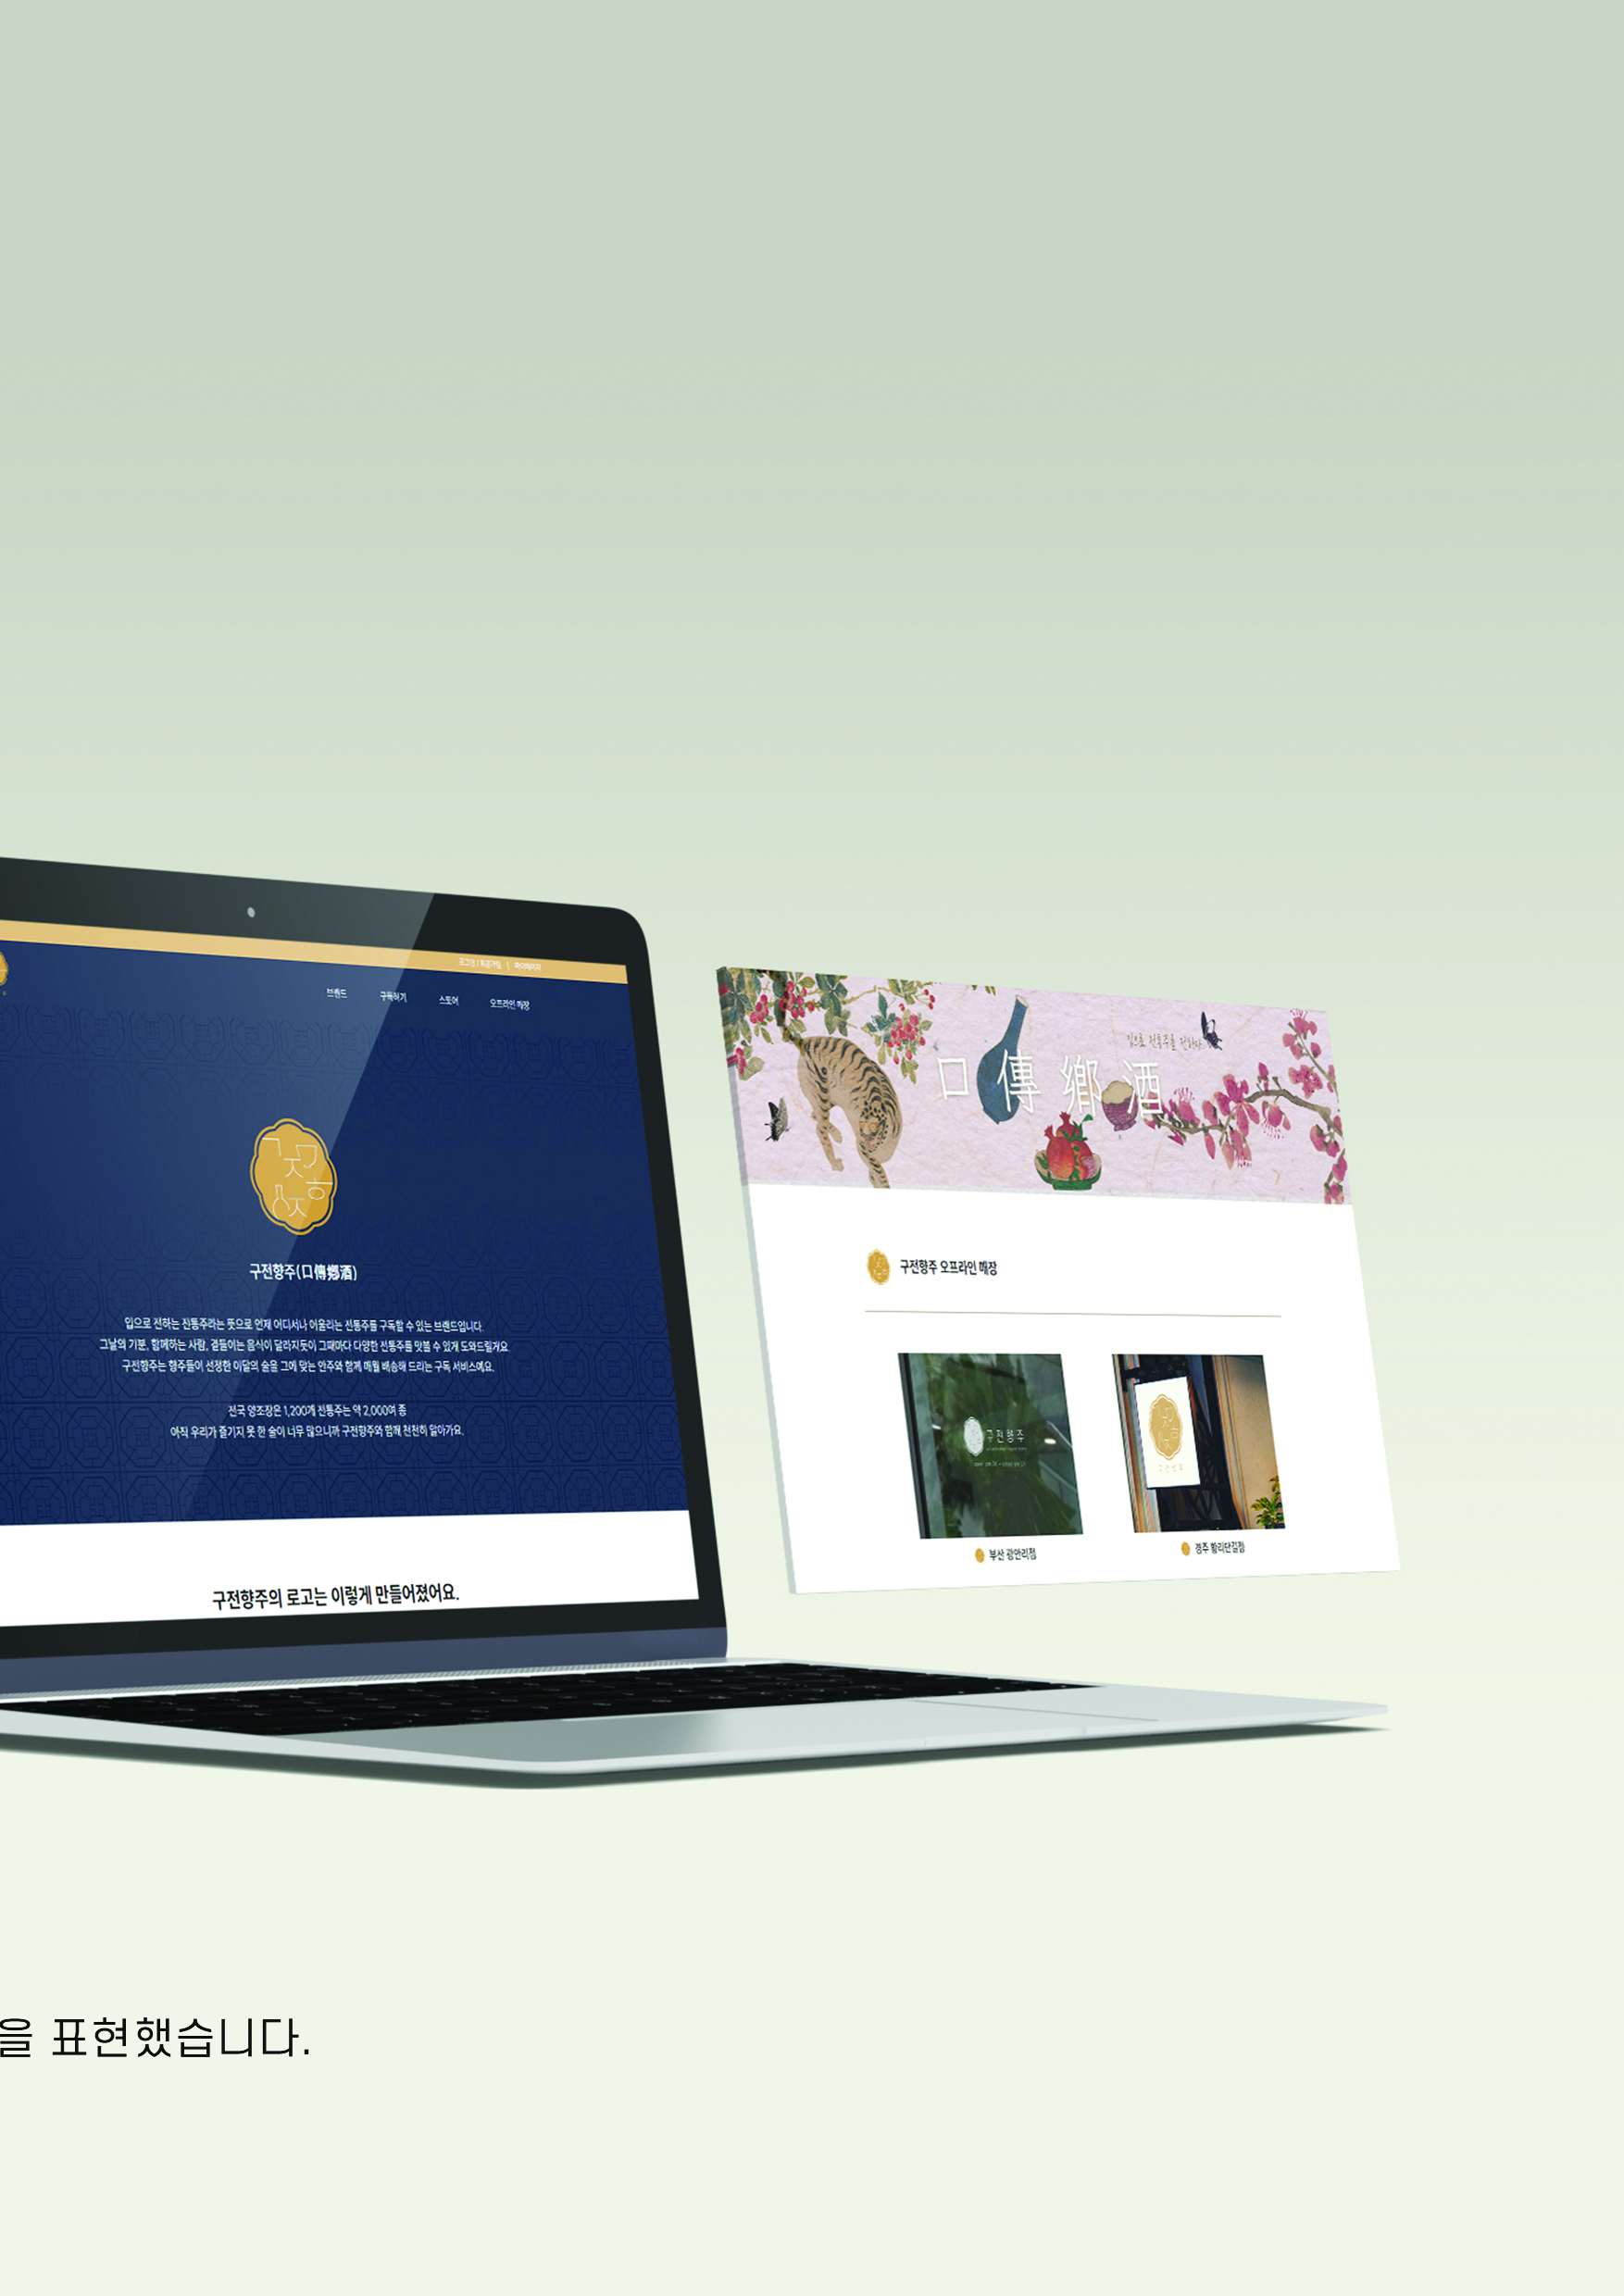 로그인 / 회원가입 | 마이페이지
브랜드 구독하기 스토어 오프라인 매장
구전향주(口傳鄕酒)
입으로 전하는 전통주라는 뜻으로 언제 어디서나 어울리는 전통주를 구독할 수 있는 브랜드입니다.
그날의 기분, 함께하는 사람, 곁들이는 음식이 달라지듯이 그때마다 다양한 전통주를 맛볼 수 있게 도와드릴게요.
구전향주는 향주들이 선정한 이달의 술을 그에 맞는 안주와 함께 매월 배송해 드리는 구독 서비스예요.
전국 양조장은 1,200개 전통주는 약 2,000여 종
아직 우리가 즐기지 못 한 술이 너무 많으니까 구전향주와 함께 천천히 알아가요.
구전향주의 로고는 이렇게 만들어졌어요.
입으로 전통주를 전하다
口傳鄕酒
구전향주 오프라인 매장
구전향주
부산 광안리점
구전향주
경주 황리단길점
을 표현했습니다.